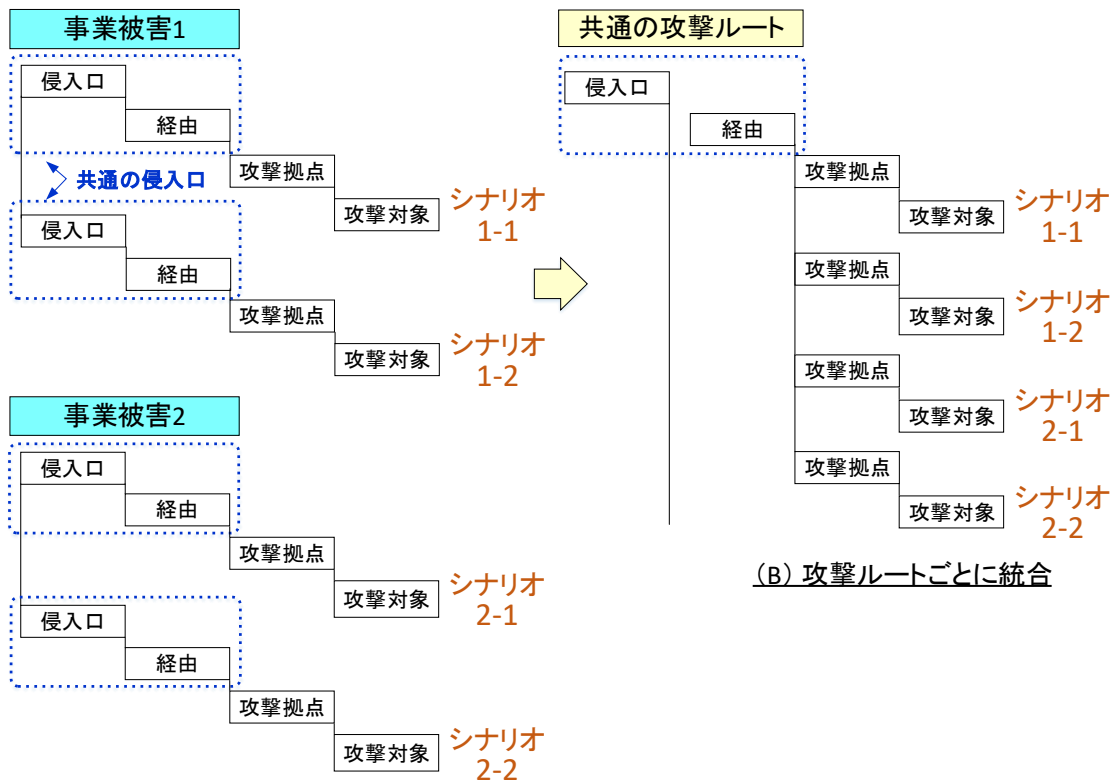 事業被害1
侵入口
経由
攻撃拠点
攻撃対象
シナリオ
1-1
共通の侵入口
侵入口
経由
攻撃拠点
攻撃対象
シナリオ
1-2
事業被害2
侵入口
経由
攻撃拠点
攻撃対象
シナリオ
2-1
侵入口
経由
攻撃拠点
攻撃対象
シナリオ
2-2
共通の攻撃ルート
侵入口
経由
攻撃拠点
攻撃対象
シナリオ
1-1
攻撃拠点
攻撃対象
シナリオ
1-2
攻撃拠点
攻撃対象
シナリオ
2-1
攻撃拠点
攻撃対象
シナリオ
2-2
(B) 攻撃ルートごとに統合